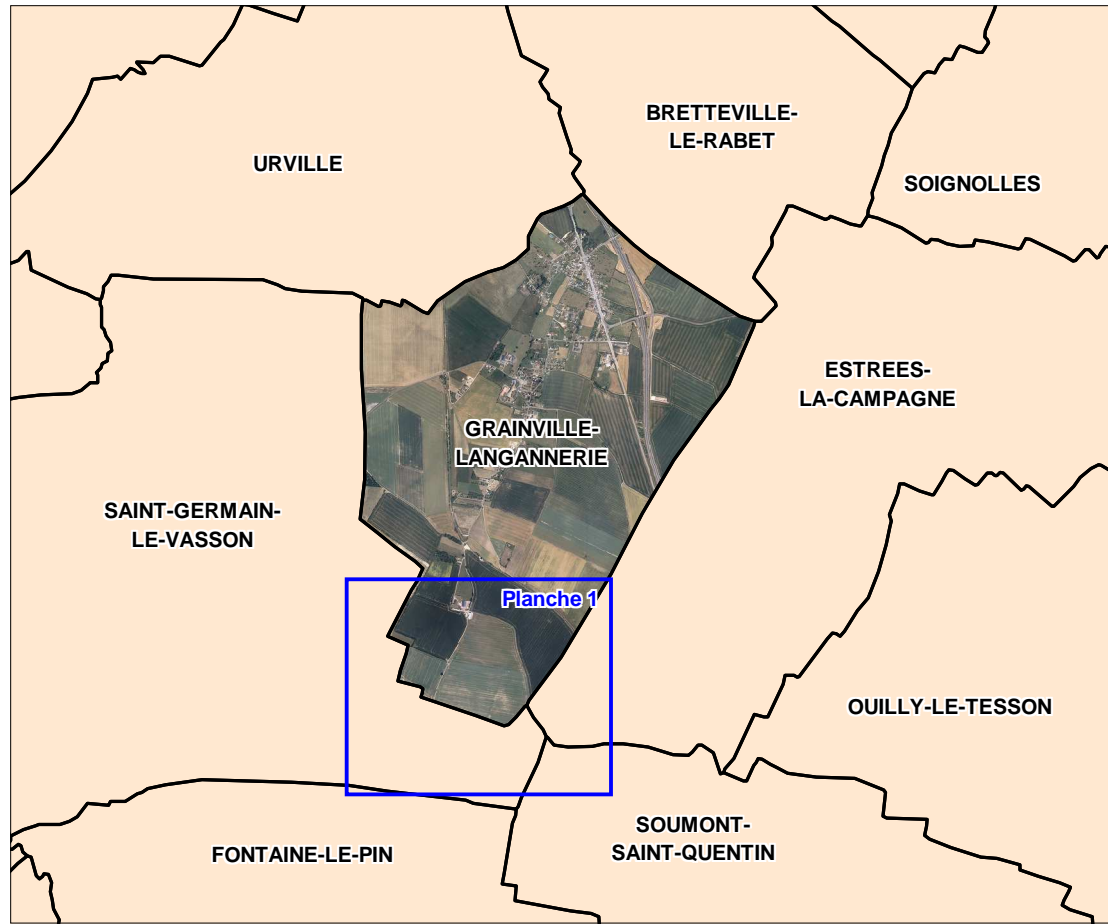 BRETTEVILLE-
LE-RABET
URVILLE
SOIGNOLLES
ESTREES-
LA-CAMPAGNE
GRAINVILLE-
LANGANNERIE
SAINT-GERMAIN-
LE-VASSON
Planche 1
OUILLY-LE-TESSON
SOUMONT-
SAINT-QUENTIN
FONTAINE-LE-PIN